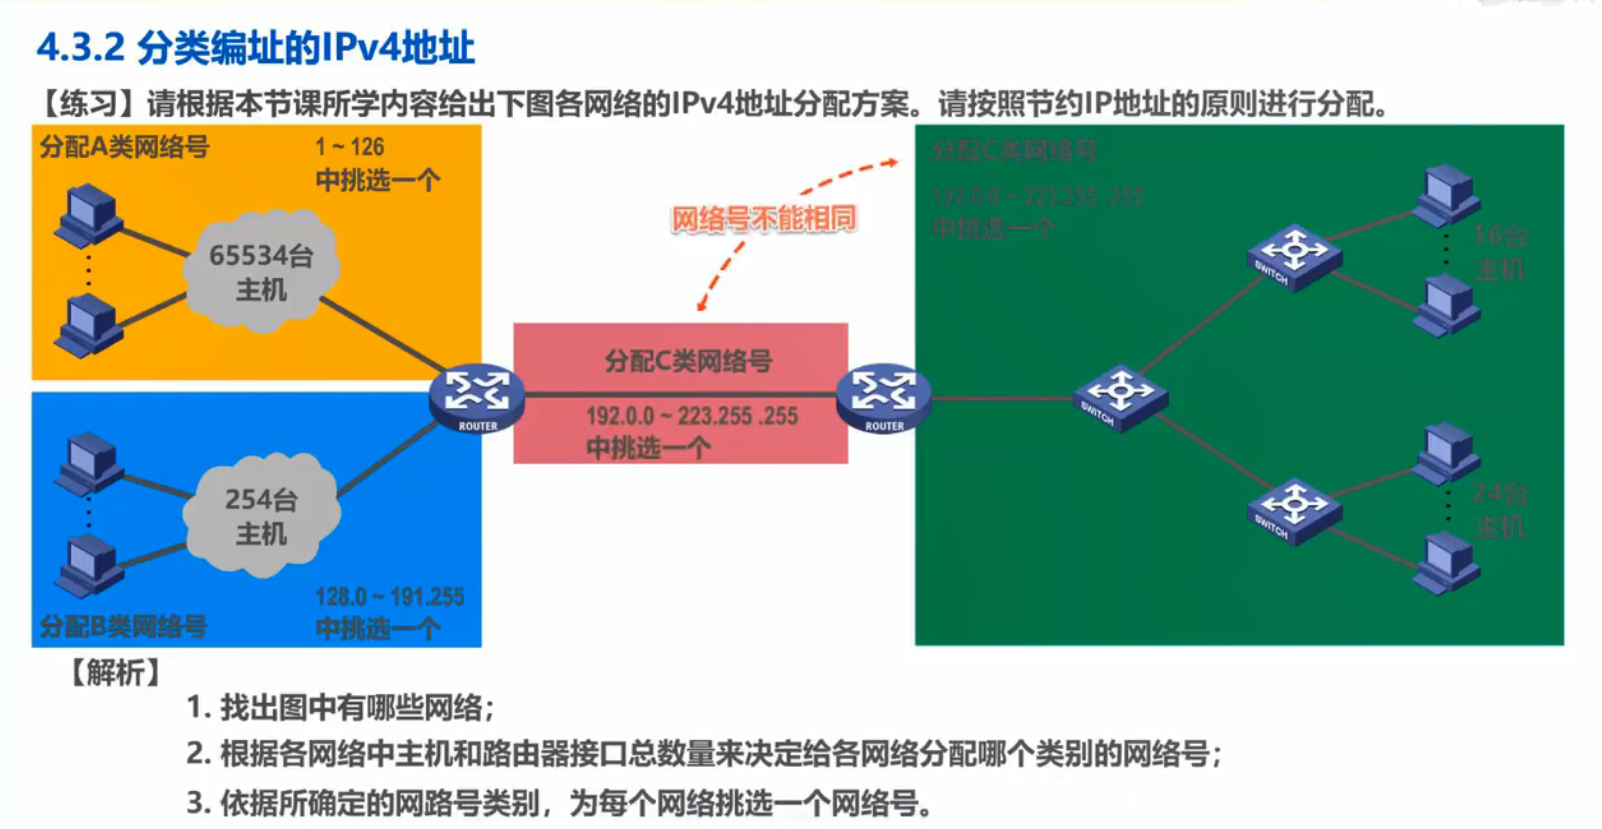 4.3.2 分类编址的IPv4地址
【练习】请根据本节课所学内容给出下图各网络的IPv4地址分配方案。请按照节约IP地址的原则进行分配。
分配A类网络号
1 ~ 126
中挑选一个
65534台
主机
254台
主机
128.0 ~ 191.255
中挑选一个
分配B类网络号
ROUTER
网络号不能相同
分配C类网络号
192.0.0 ~ 223.255 .255
中挑选一个
ROUTER
分配C类网络号
192.0.0 ~ 223.255 .255
中挑选一个
SWITCH
SWITCH
SWITCH
16台
主机
24台
主机
【解析】
1. 找出图中有哪些网络；
2. 根据各网络中主机和路由器接口总数量来决定给各网络分配哪个类别的网络号；
3. 依据所确定的网路号类别，为每个网络挑选一个网络号。